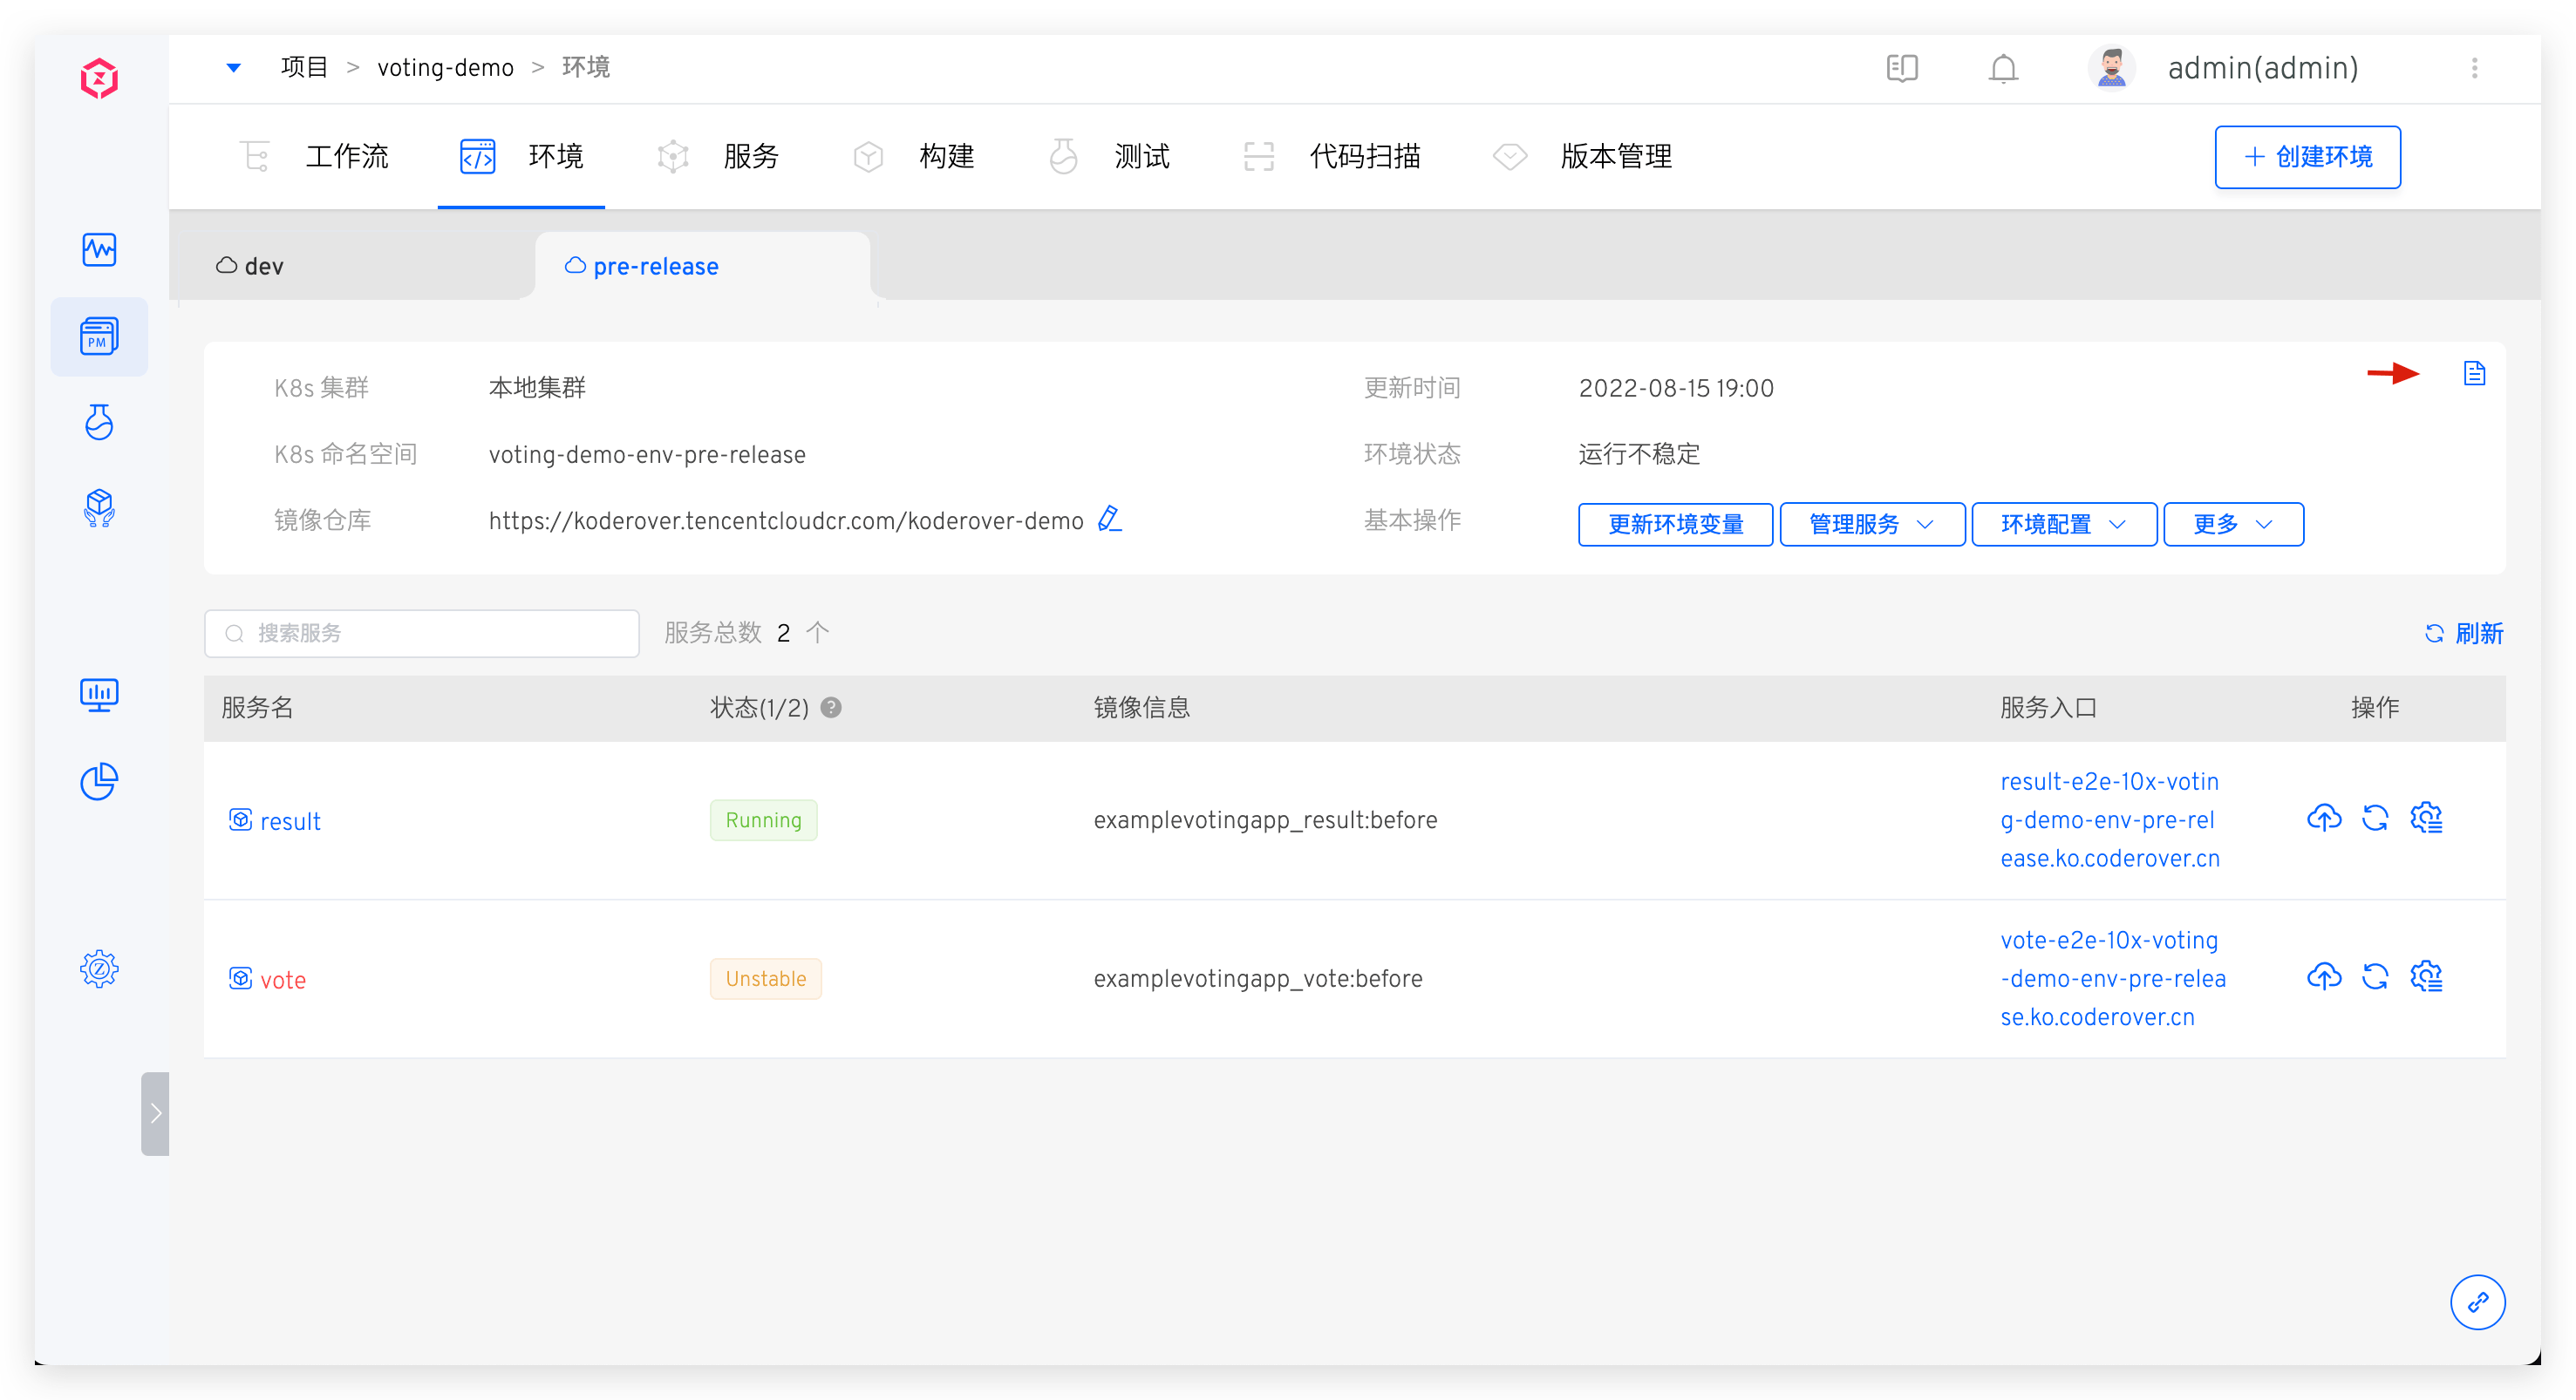 项目 > voting-demo > 环境
admin(admin)
工作流
环境
服务
构建
测试
代码扫描
版本管理
+ 创建环境
dev
pre-release
PM
K8s 集群 本地集群
更新时间 2022-08-15 19:00
K8s 命名空间 voting-demo-env-pre-release
环境状态 运行不稳定
镜像仓库 https://koderover.tencentcloudcr.com/koderover-demo
基本操作 更新环境变量 管理服务 环境配置 更多
搜索服务
服务总数 2 个
刷新
服务名 状态(1/2) ? 镜像信息 服务入口 操作
result Running examplevotingapp_result:before
result-e2e-10x-votin
g-demo-env-pre-rel
ease.ko.coderover.cn
vote Unstable examplevotingapp_vote:before
vote-e2e-10x-voting
-demo-env-pre-relea
se.ko.coderover.cn